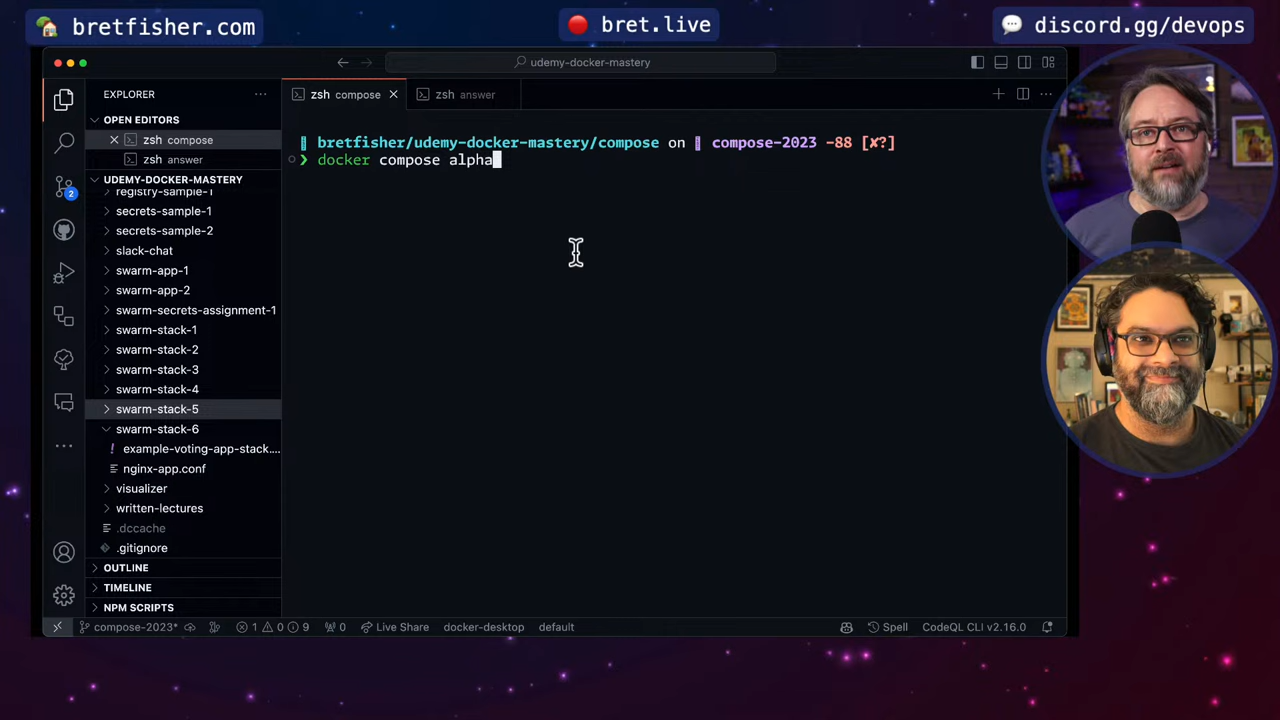 bretfisher.com
bret.live
discord.gg/devops
udemy-docker-mastery
EXPLORER
zsh compose
zsh answer
OPEN EDITORS
zsh compose
zsh answer
UDEMY-DOCKER-MASTERY
registry-sample-1
secrets-sample-1
secrets-sample-2
slack-chat
swarm-app-1
swarm-app-2
swarm-secrets-assignment-1
swarm-stack-1
swarm-stack-2
swarm-stack-3
swarm-stack-4
swarm-stack-5
swarm-stack-6
! example-voting-app-stack....
nginx-app.conf
visualizer
written-lectures
.dccache
.gitignore
OUTLINE
TIMELINE
NPM SCRIPTS
2
bretfisher/udemy-docker-mastery/compose on compose-2023 -88 [✘?]
❯ docker compose alpha
compose-2023* 1 0 9 0 Live Share docker-desktop default Spell CodeQL CLI v2.16.0